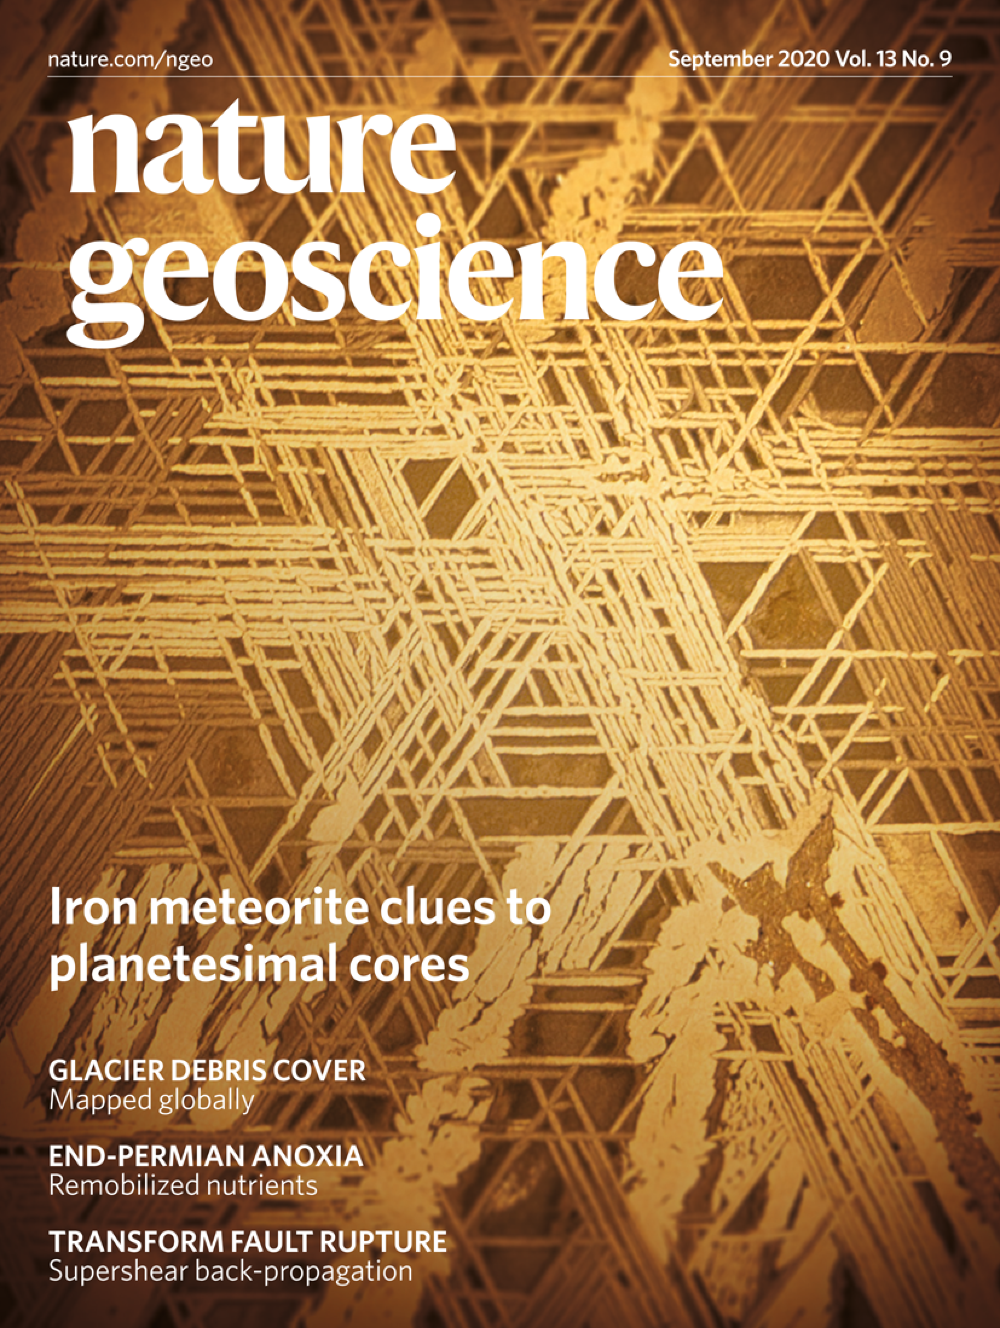 nature.com/ngeo
September 2020 Vol. 13 No. 9
nature
geoscience
Iron meteorite clues to
planetesimal cores
GLACIER DEBRIS COVER
Mapped globally
END-PERMIAN ANOXIA
Remobilized nutrients
TRANSFORM FAULT RUPTURE
Supershear back-propagation